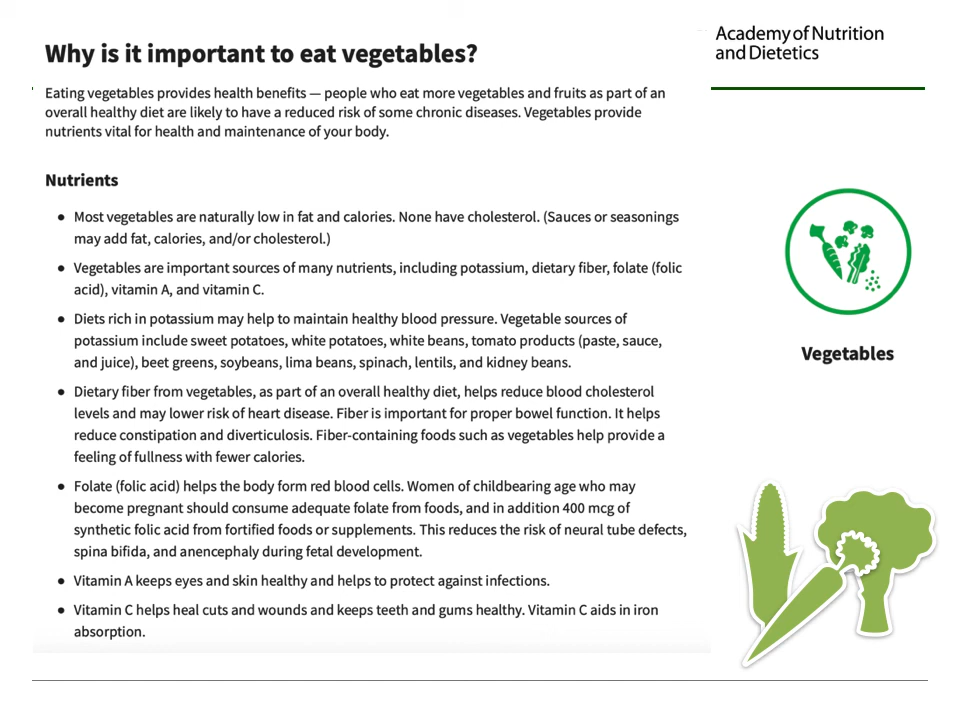 Why is it important to eat vegetables?
Academy of Nutrition
and Dietetics
Eating vegetables provides health benefits — people who eat more vegetables and fruits as part of an
overall healthy diet are likely to have a reduced risk of some chronic diseases. Vegetables provide
nutrients vital for health and maintenance of your body.
Nutrients
● Most vegetables are naturally low in fat and calories. None have cholesterol. (Sauces or seasonings
may add fat, calories, and/or cholesterol.)
● Vegetables are important sources of many nutrients, including potassium, dietary fiber, folate (folic
acid), vitamin A, and vitamin C.
● Diets rich in potassium may help to maintain healthy blood pressure. Vegetable sources of
potassium include sweet potatoes, white potatoes, white beans, tomato products (paste, sauce,
and juice), beet greens, soybeans, lima beans, spinach, lentils, and kidney beans.
● Dietary fiber from vegetables, as part of an overall healthy diet, helps reduce blood cholesterol
levels and may lower risk of heart disease. Fiber is important for proper bowel function. It helps
reduce constipation and diverticulosis. Fiber-containing foods such as vegetables help provide a
feeling of fullness with fewer calories.
● Folate (folic acid) helps the body form red blood cells. Women of childbearing age who may
become pregnant should consume adequate folate from foods, and in addition 400 mcg of
synthetic folic acid from fortified foods or supplements. This reduces the risk of neural tube defects,
spina bifida, and anencephaly during fetal development.
● Vitamin A keeps eyes and skin healthy and helps to protect against infections.
● Vitamin C helps heal cuts and wounds and keeps teeth and gums healthy. Vitamin C aids in iron
absorption.
Vegetables